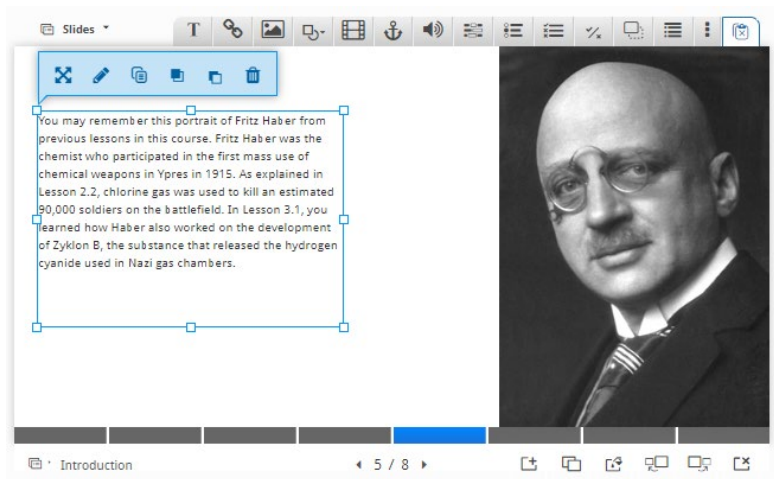 Slides
T
You may remember this portrait of Fritz Haber from
previous lessons in this course. Fritz Haber was the
chemist who participated in the first mass use of
chemical weapons in Ypres in 1915. As explained in
Lesson 2.2, chlorine gas was used to kill an estimated
90,000 soldiers on the battlefield. In Lesson 3.1, you
learned how Haber also worked on the development
of Zyklon B, the substance that released the hydrogen
cyanide used in Nazi gas chambers.
Introduction
5 / 8